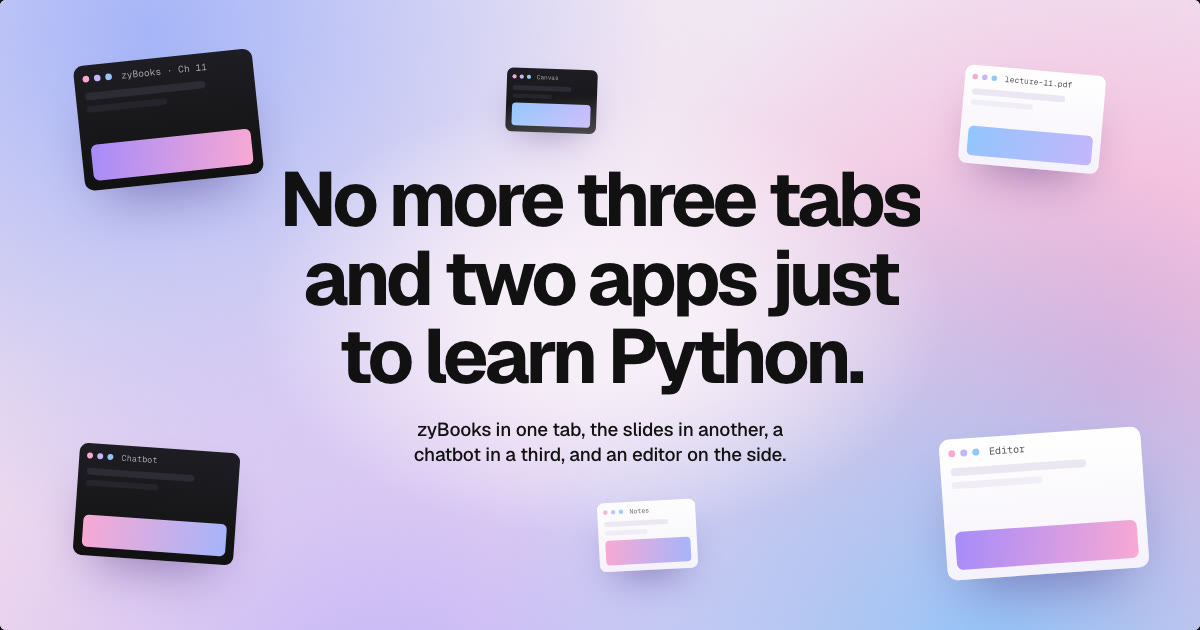 zyBooks · Ch 11
Canvas
lecture-11.pdf
No more three tabs
and two apps just
to learn Python.
zyBooks in one tab, the slides in another, a
chatbot in a third, and an editor on the side.
Chatbot
Notes
Editor